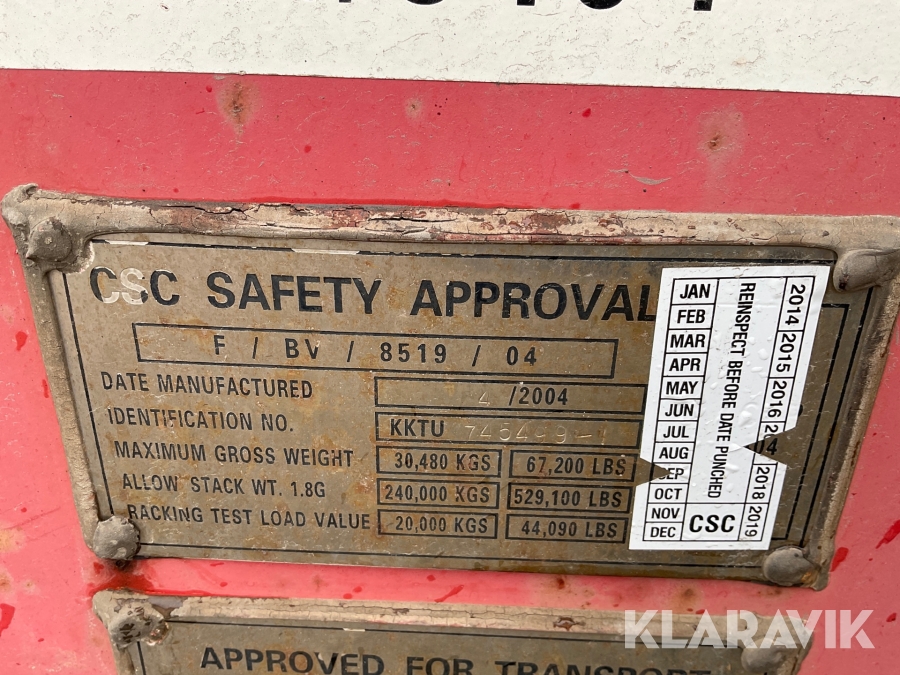 CSC SAFETY APPROVAL
F / BV / 8519 / 04
DATE MANUFACTURED 4 /2004
IDENTIFICATION NO. KKTU
MAXIMUM GROSS WEIGHT 30,480 KGS 67,200 LBS
ALLOW STACK WT. 1.8G 240,000 KGS 529,100 LBS
RACKING TEST LOAD VALUE 20,000 KGS 44,090 LBS
JAN
FEB
MAR
APR
MAY
JUN
JUL
AUG
SEP
OCT
NOV
DEC
CSC
REINSPECT BEFORE DATE PUNCHED
2014 2015 2016 2018 2019
APPROVED FOR TRANSPORT
KLARAVIK